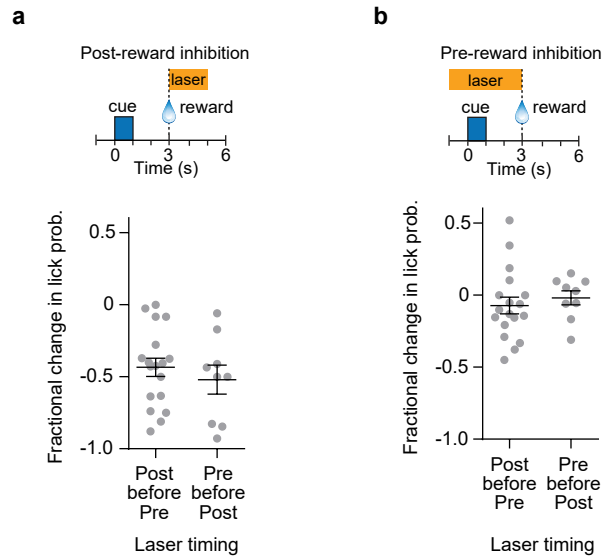 a
Post-reward inhibition
laser
cue
reward
0
3
6
Time (s)
Fractional change in lick prob.
0.5
0
-0.5
-1.0
Post
before
Pre
Pre
before
Post
Laser timing
b
Pre-reward inhibition
laser
cue
reward
0
3
6
Time (s)
Fractional change in lick prob.
0.5
0
-0.5
-1.0
Post
before
Pre
Pre
before
Post
Laser timing